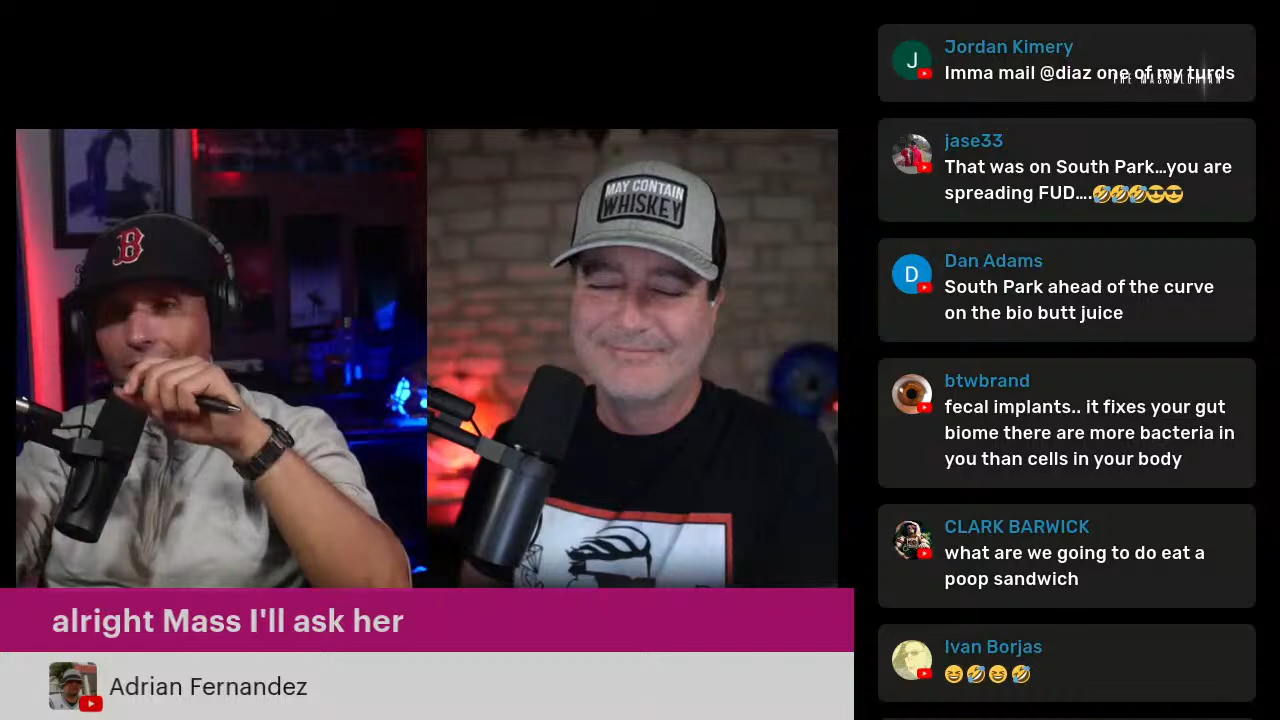 B
MAY CONTAIN
WHISKEY
alright Mass I'll ask her
Adrian Fernandez
J
Jordan Kimery
Imma mail @diaz one of my turds
jase33
That was on South Park...you are
spreading FUD....🤣🤣🤣😎😎
D
Dan Adams
South Park ahead of the curve
on the bio butt juice
btwbrand
fecal implants.. it fixes your gut
biome there are more bacteria in
you than cells in your body
CLARK BARWICK
what are we going to do eat a
poop sandwich
Ivan Borjas
😆🤣😆🤣